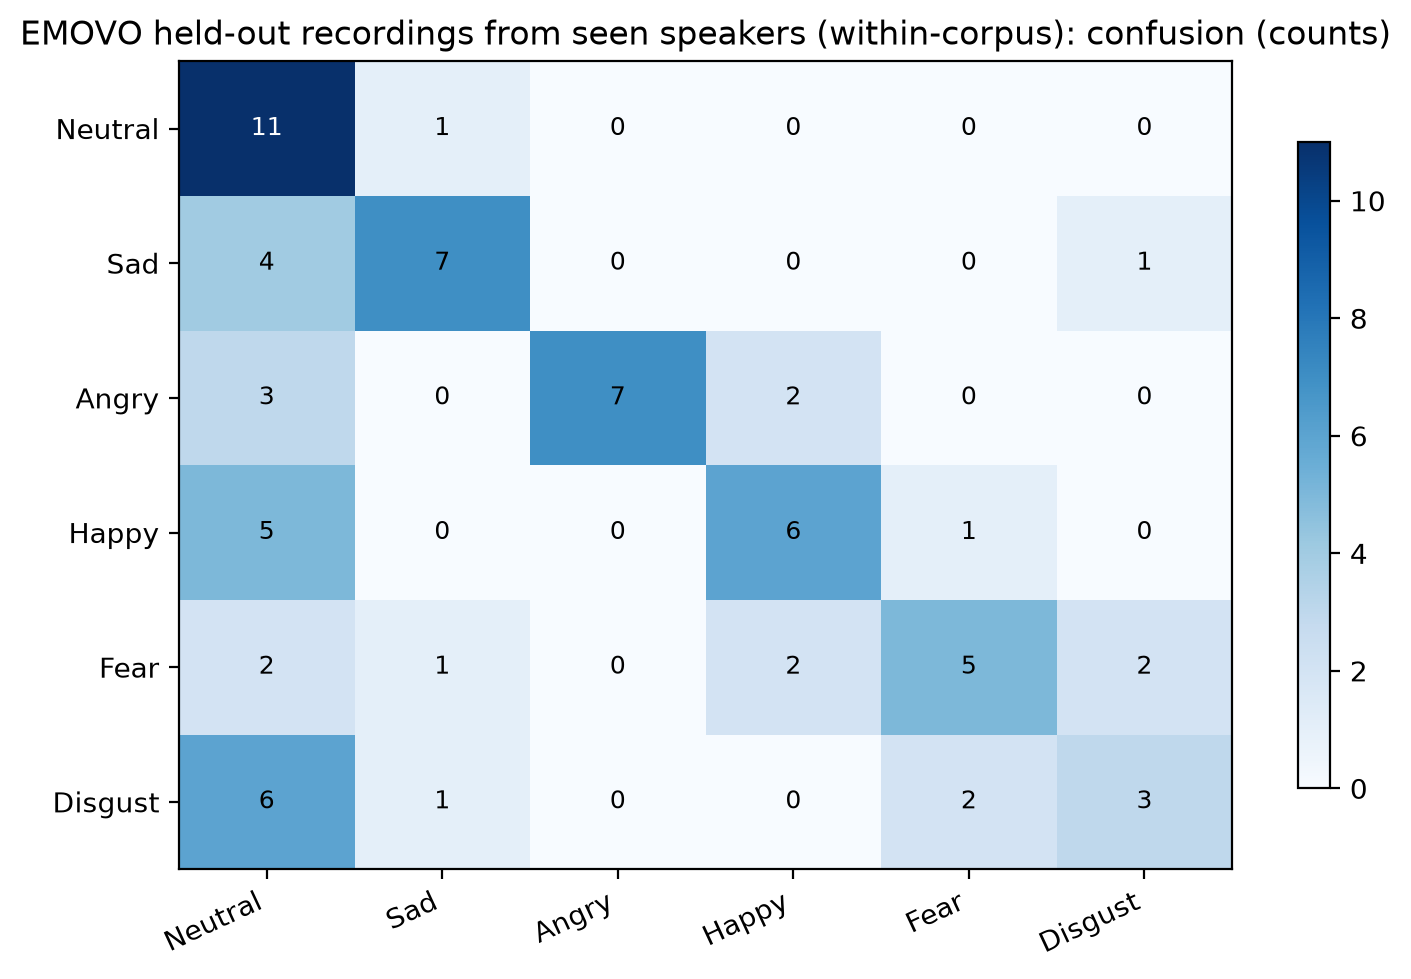 EMOVO held-out recordings from seen speakers (within-corpus): confusion (counts)
Neutral 11 1 0 0 0 0
Sad 4 7 0 0 0 1
Angry 3 0 7 2 0 0
Happy 5 0 0 6 1 0
Fear 2 1 0 2 5 2
Disgust 6 1 0 0 2 3
Neutral Sad Angry Happy Fear Disgust
10
8
6
4
2
0